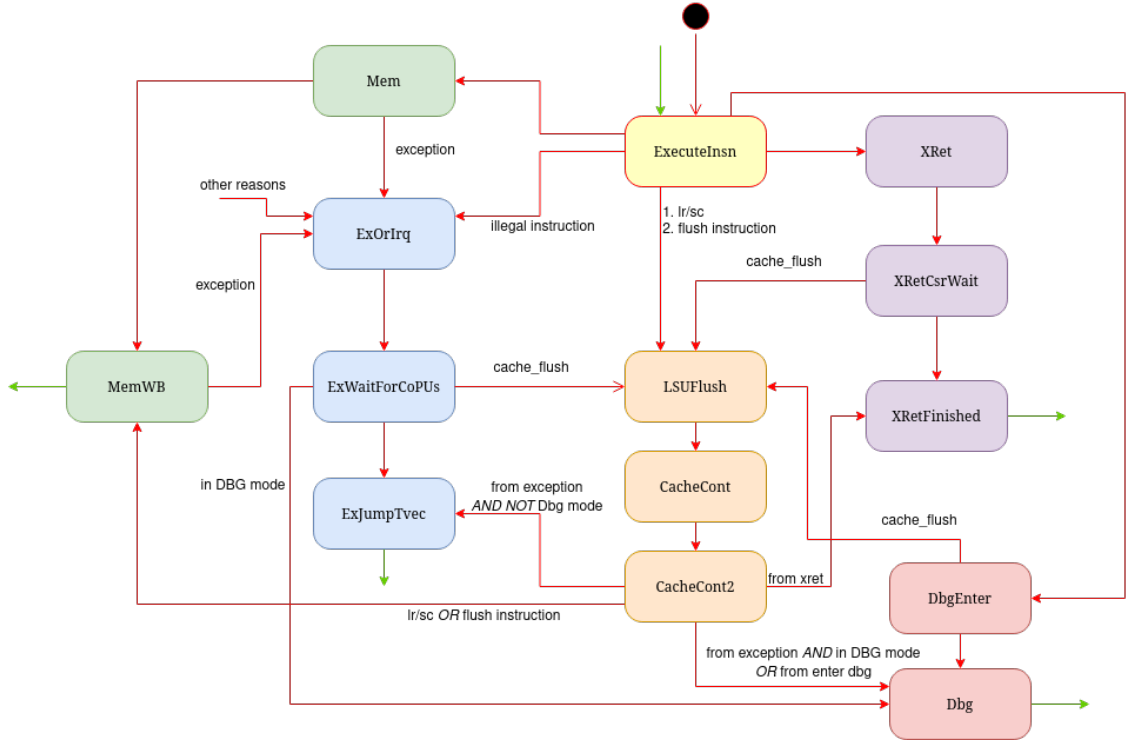 Mem
ExecuteInsn
XRet
exception
other reasons
ExOrIrq
illegal instruction
1. lr/sc
2. flush instruction
cache_flush
XRetCsrWait
exception
MemWB
ExWaitForCoPUs
cache_flush
LSUFlush
XRetFinished
in DBG mode
from exception
AND NOT Dbg mode
ExJumpTvec
CacheCont
cache_flush
CacheCont2
from xret
DbgEnter
lr/sc OR flush instruction
from exception AND in DBG mode
OR from enter dbg
Dbg